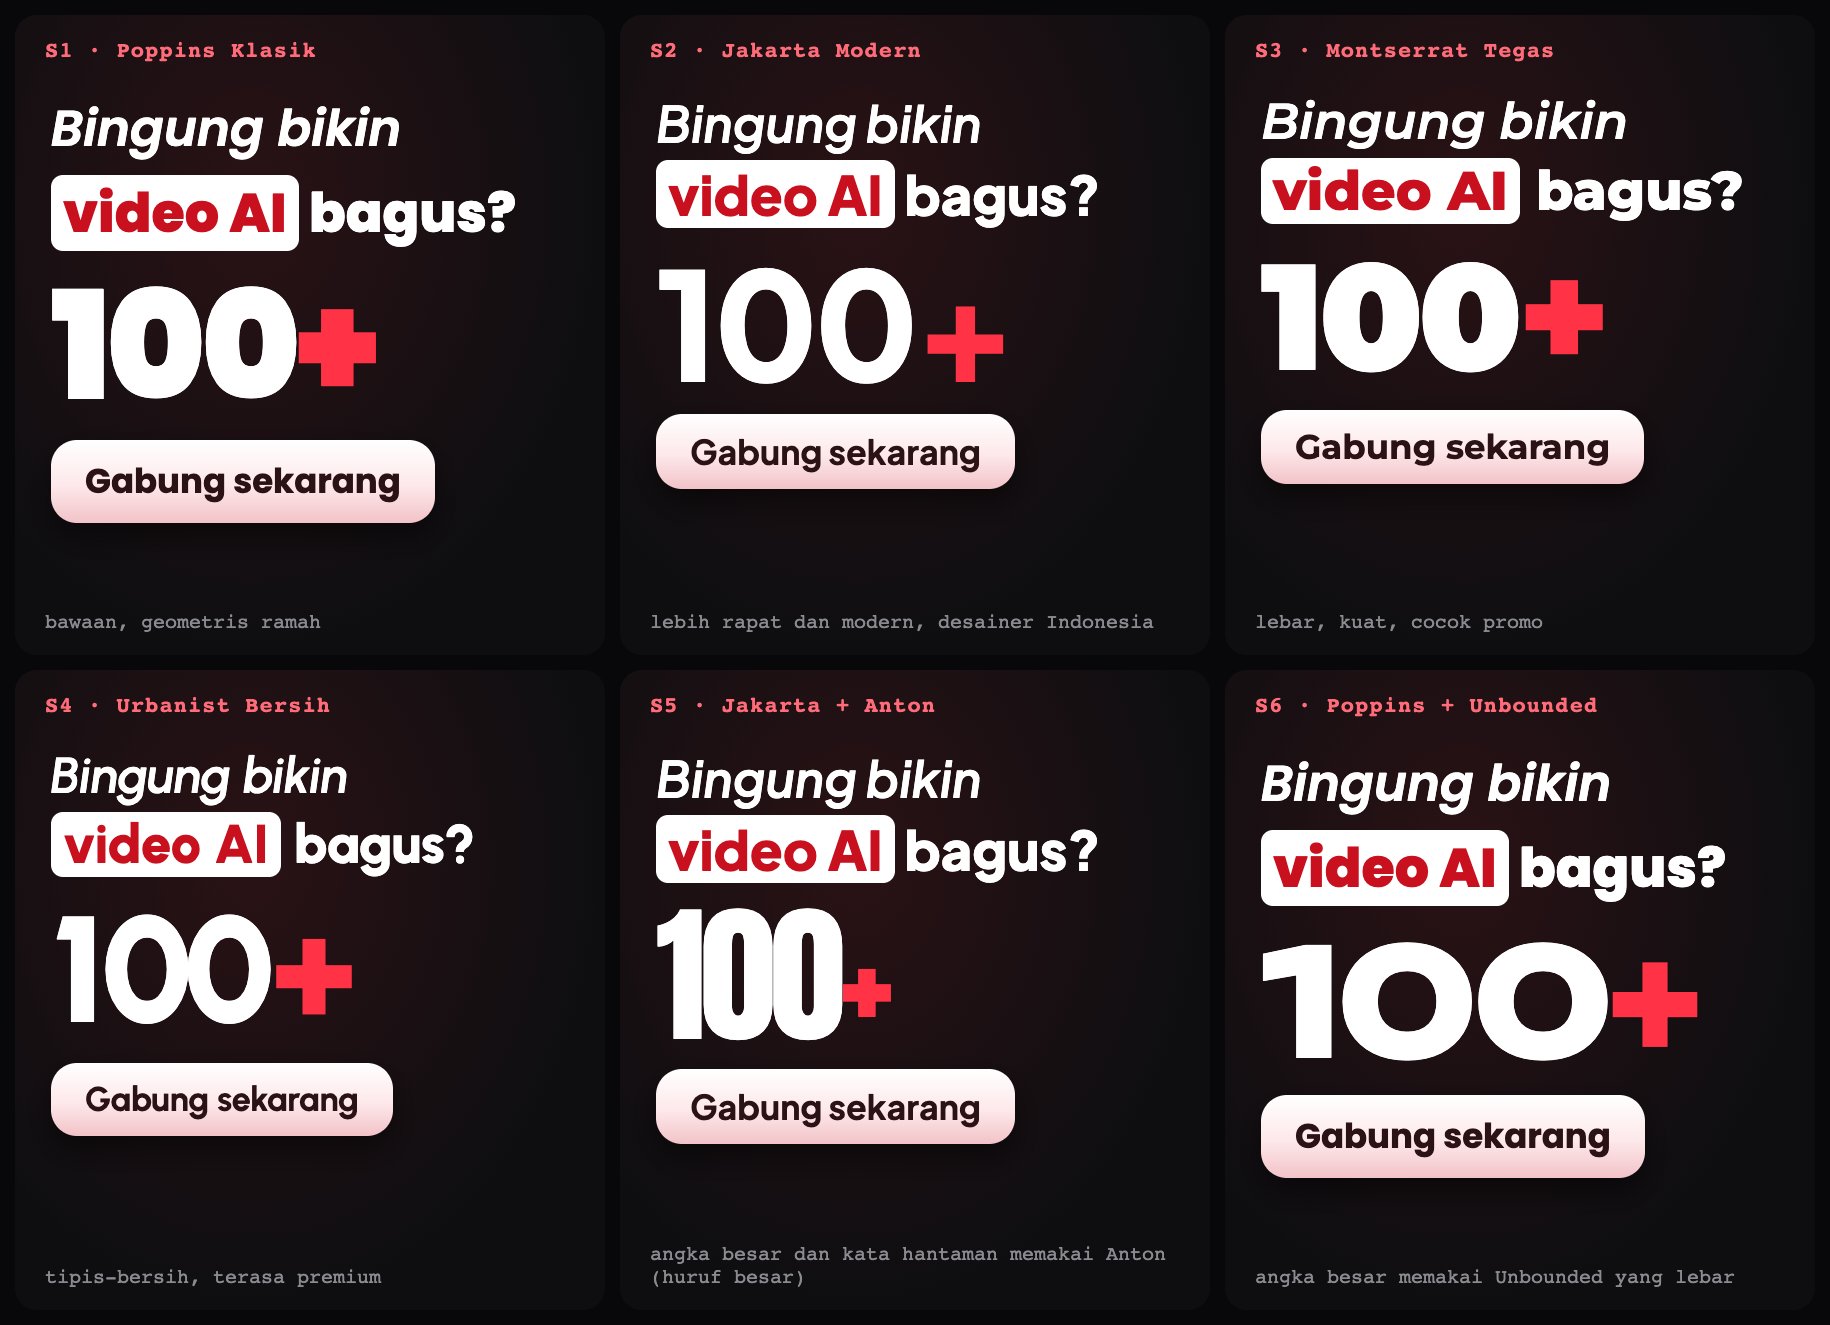 S1 · Poppins Klasik
Bingung bikin
video AI bagus?
100+
Gabung sekarang
bawaan, geometris ramah
S2 · Jakarta Modern
Bingung bikin
video AI bagus?
100+
Gabung sekarang
lebih rapat dan modern, desainer Indonesia
S3 · Montserrat Tegas
Bingung bikin
video AI bagus?
100+
Gabung sekarang
lebar, kuat, cocok promo
S4 · Urbanist Bersih
Bingung bikin
video AI bagus?
100+
Gabung sekarang
tipis-bersih, terasa premium
S5 · Jakarta + Anton
Bingung bikin
video AI bagus?
100+
Gabung sekarang
angka besar dan kata hantaman memakai Anton
(huruf besar)
S6 · Poppins + Unbounded
Bingung bikin
video AI bagus?
100+
Gabung sekarang
angka besar memakai Unbounded yang lebar